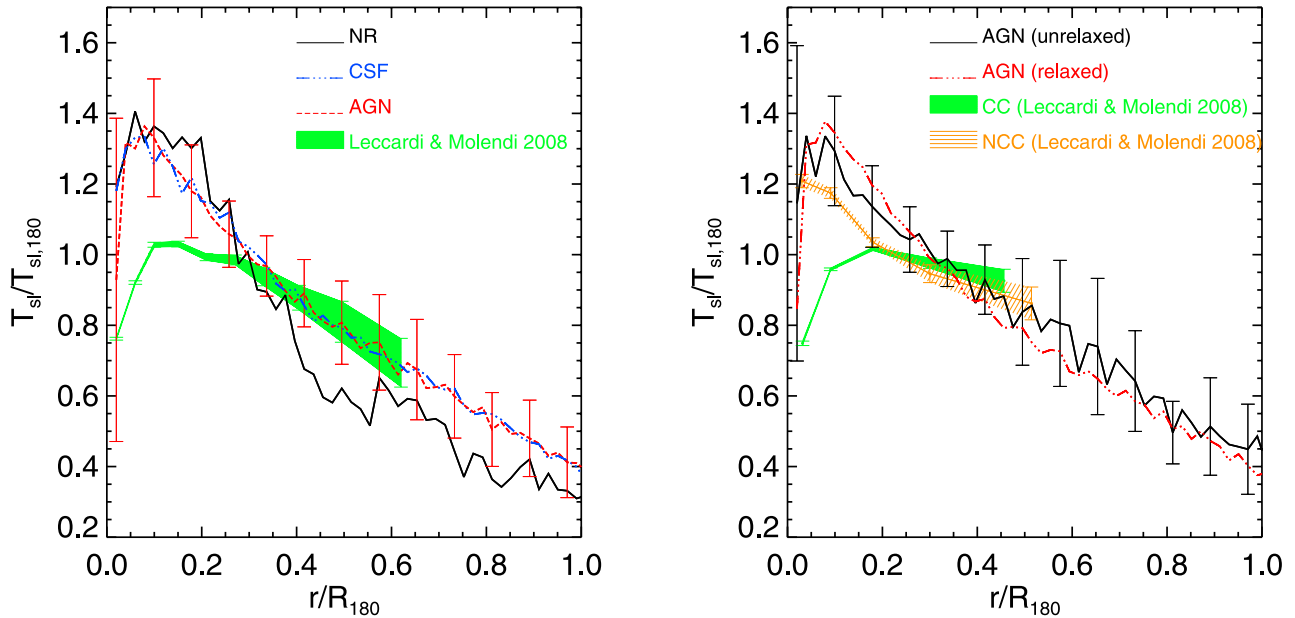 NR
CSF
AGN
Leccardi & Molendi 2008
1.6
1.4
1.2
1.0
0.8
0.6
0.4
0.2
T_sl/T_sl,180
0.0 0.2 0.4 0.6 0.8 1.0
r/R_180
AGN (unrelaxed)
AGN (relaxed)
CC (Leccardi & Molendi 2008)
NCC (Leccardi & Molendi 2008)
1.6
1.4
1.2
1.0
0.8
0.6
0.4
0.2
T_sl/T_sl,180
0.0 0.2 0.4 0.6 0.8 1.0
r/R_180